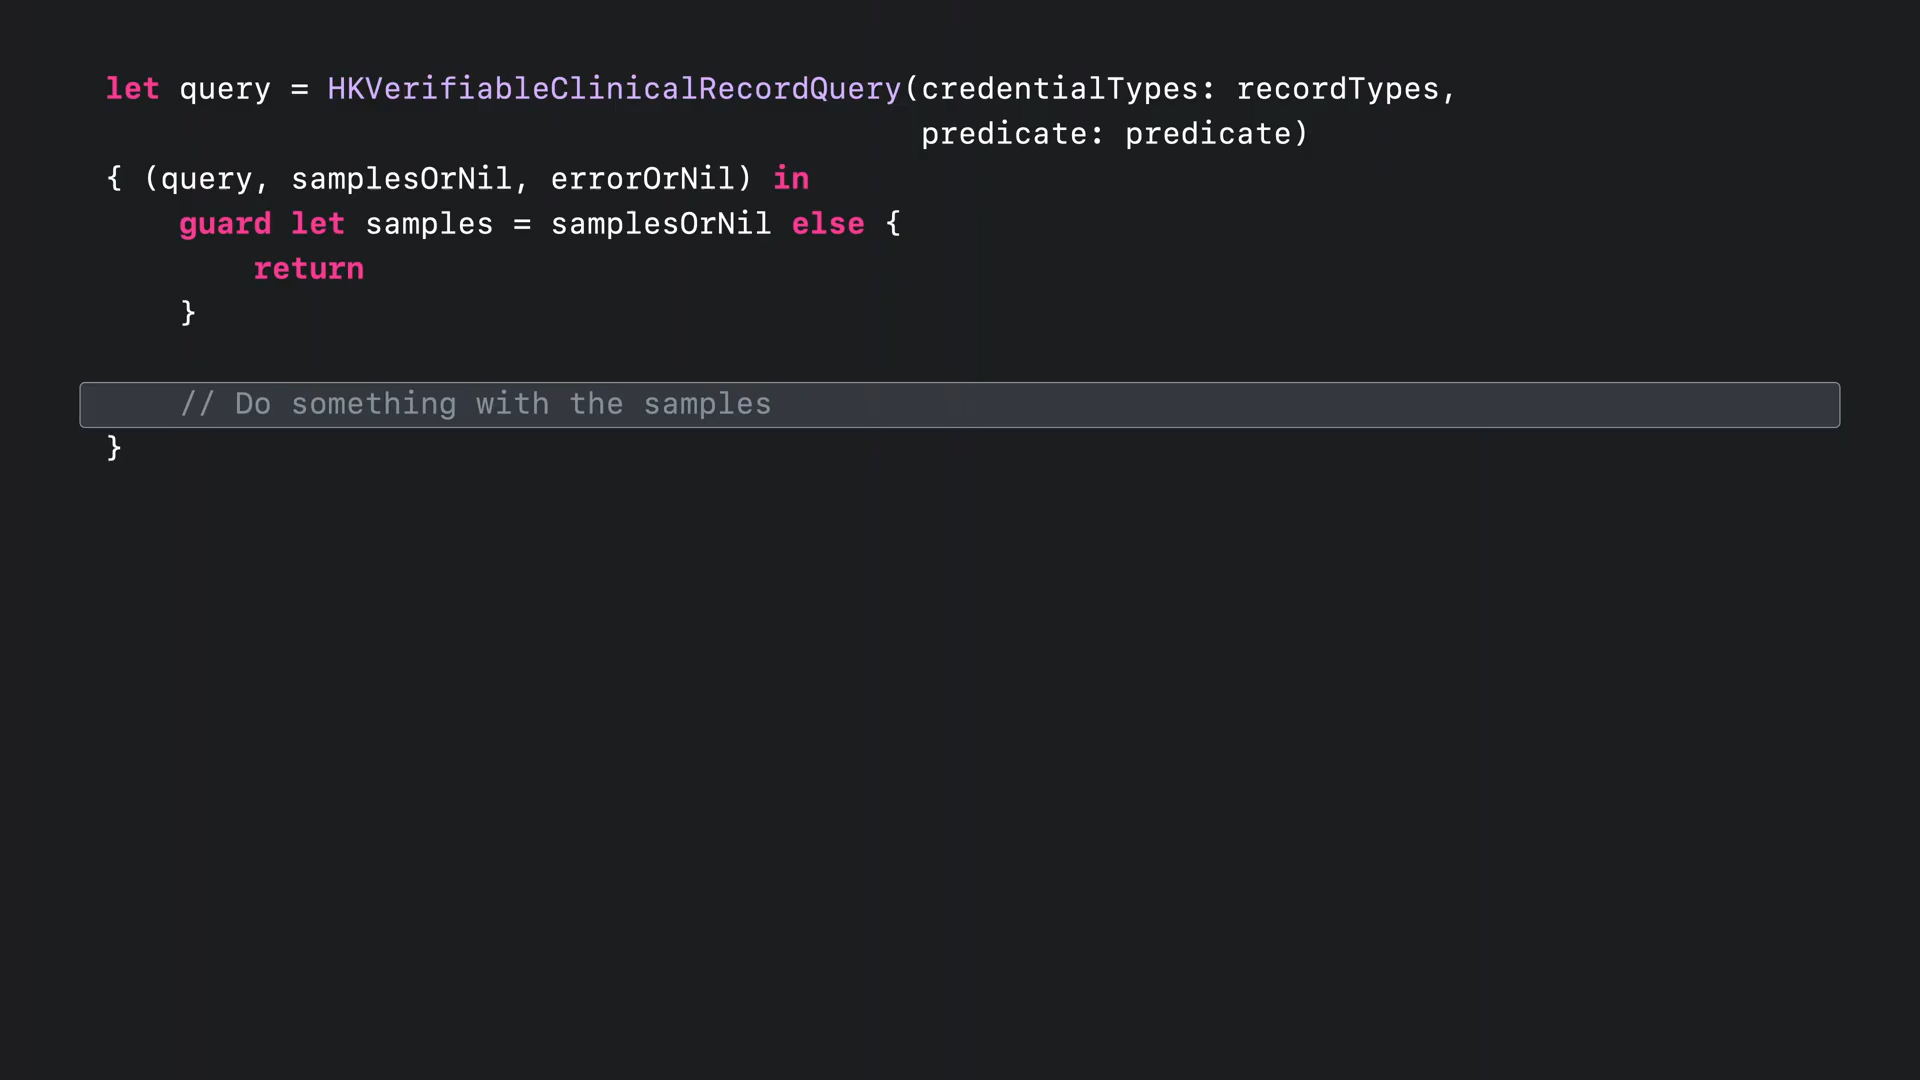 let query = HKVerifiableClinicalRecordQuery(credentialTypes: recordTypes,
predicate: predicate)
{ (query, samplesOrNil, errorOrNil) in
guard let samples = samplesOrNil else {
return
}
// Do something with the samples
}